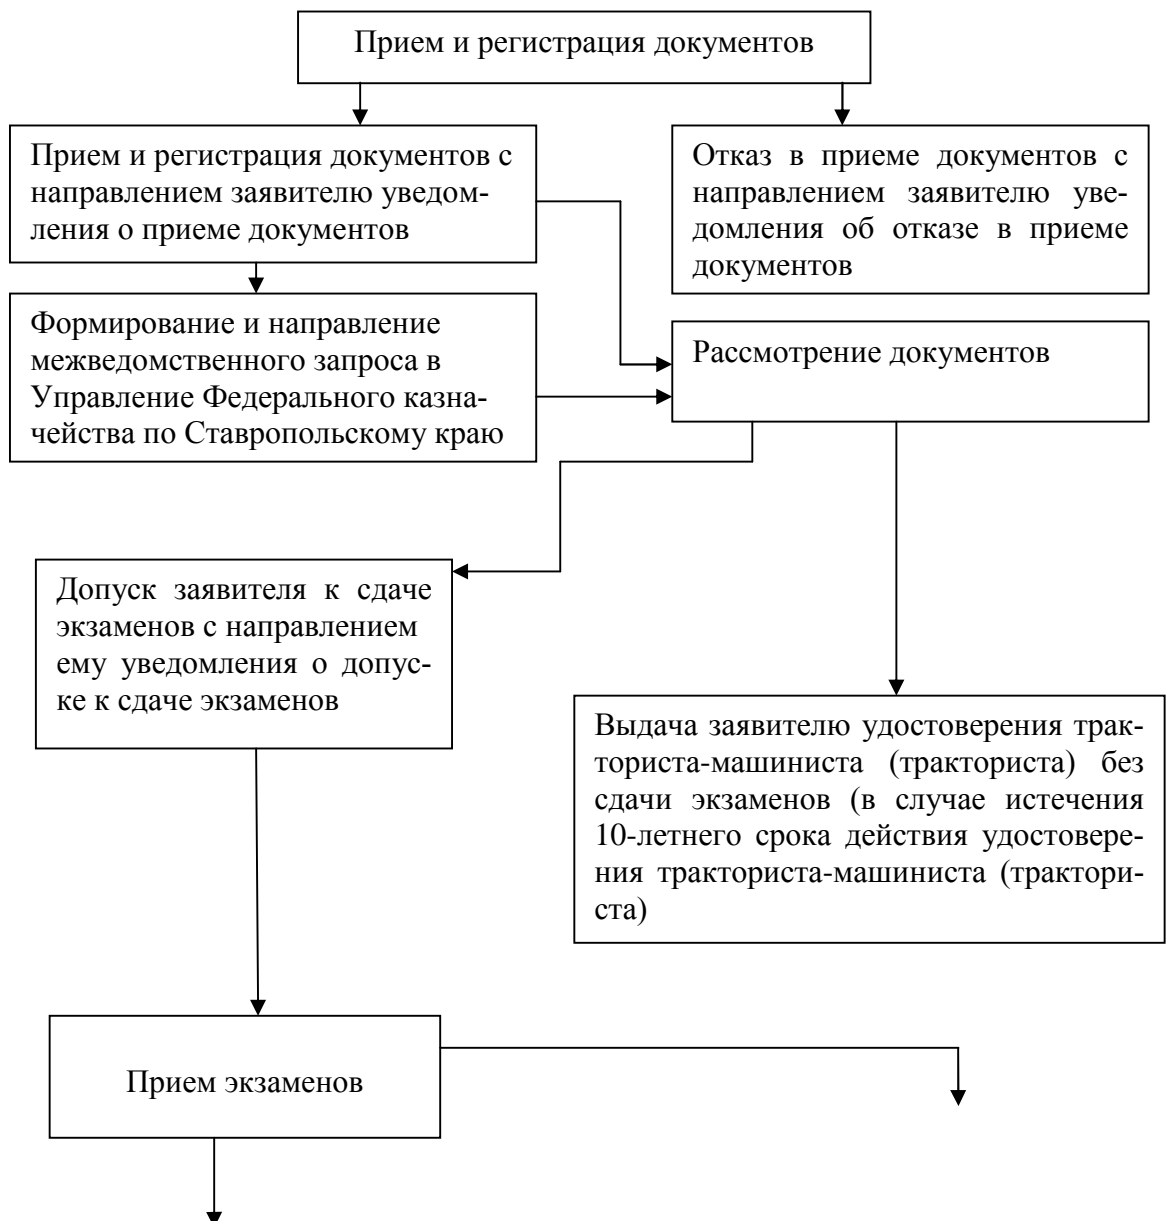 Прием и регистрация документов
Прием и регистрация документов с
направлением заявителю уведом-
ления о приеме документов
Отказ в приеме документов с
направлением заявителю уве-
домления об отказе в приеме
документов
Формирование и направление
межведомственного запроса в
Управление Федерального казна-
чейства по Ставропольскому краю
Рассмотрение документов
Допуск заявителя к сдаче
экзаменов с направлением
ему уведомления о допус-
ке к сдаче экзаменов
Выдача заявителю удостоверения трак-
ториста-машиниста (тракториста) без
сдачи экзаменов (в случае истечения
10-летнего срока действия удостовере-
ния тракториста-машиниста (трактори-
ста)
Прием экзаменов